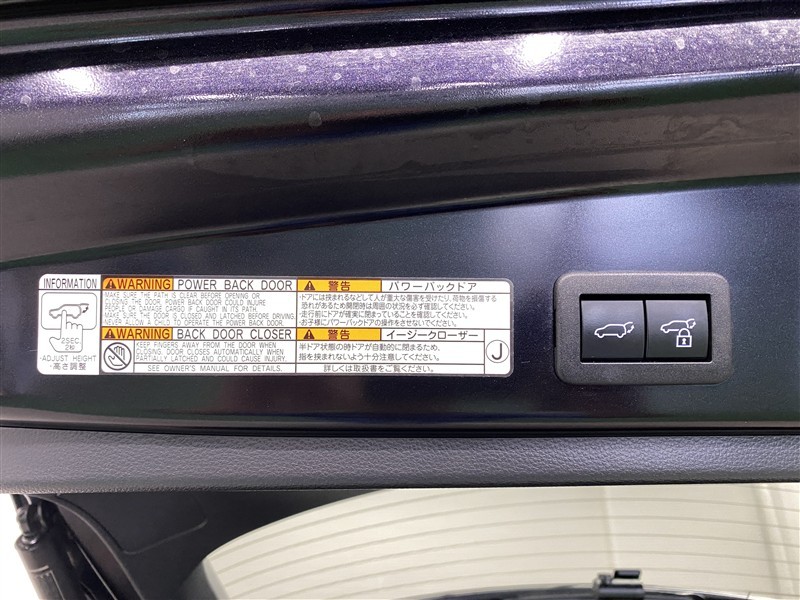 INFORMATION
2SEC.
2秒
-ADJUST HEIGHT
-高さ調整
WARNING POWER BACK DOOR
MAKE SURE THE PATH IS CLEAR BEFORE OPENING OR
CLOSING THE DOOR. POWER BACK DOOR COULD INJURE
OR DAMAGE CARGO IF CAUGHT IN ITS PATH.
MAKE SURE THE DOOR IS CLOSED AND LATCHED BEFORE DRIVING.
NEVER LET CHILD OPERATE THE POWER BACK DOOR.
警告 パワーバックドア
・ドアには挟まれるなどして人が重大な傷害を受けたり、荷物を損傷する
恐れがあるため開閉時は周囲の状況を必ず確認してください。
・走行前にドアが確実に閉まっていることを確認してください。
・お子様にパワーバックドアの操作をさせないでください。
WARNING BACK DOOR CLOSER
KEEP FINGERS AWAY FROM THE DOOR WHEN
CLOSING. DOOR CLOSES AUTOMATICALLY WHEN
PARTIALLY LATCHED AND COULD CAUSE INJURY.
警告 イージークローザー
半ドア状態の時ドアが自動的に閉まるため、
指を挟まれないよう十分注意してください。
J
SEE OWNER'S MANUAL FOR DETAILS.
詳しくは取扱書をご覧ください。